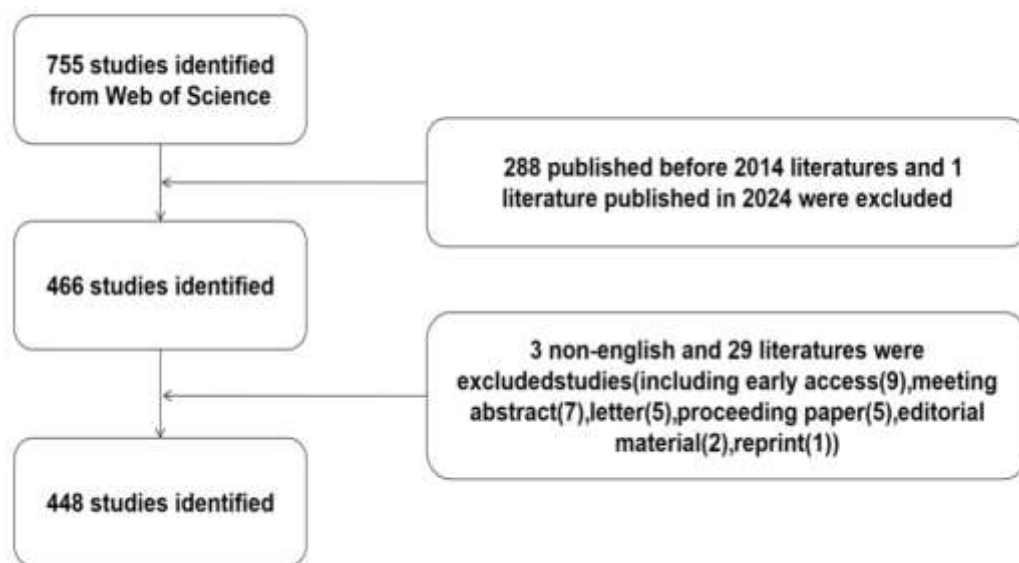 755 studies identified
from Web of Science
288 published before 2014 literatures and 1
literature published in 2024 were excluded
466 studies identified
3 non-english and 29 literatures were
excludedstudies(including early access(9),meeting
abstract(7),letter(5),proceeding paper(5),editorial
material(2),reprint(1))
448 studies identified